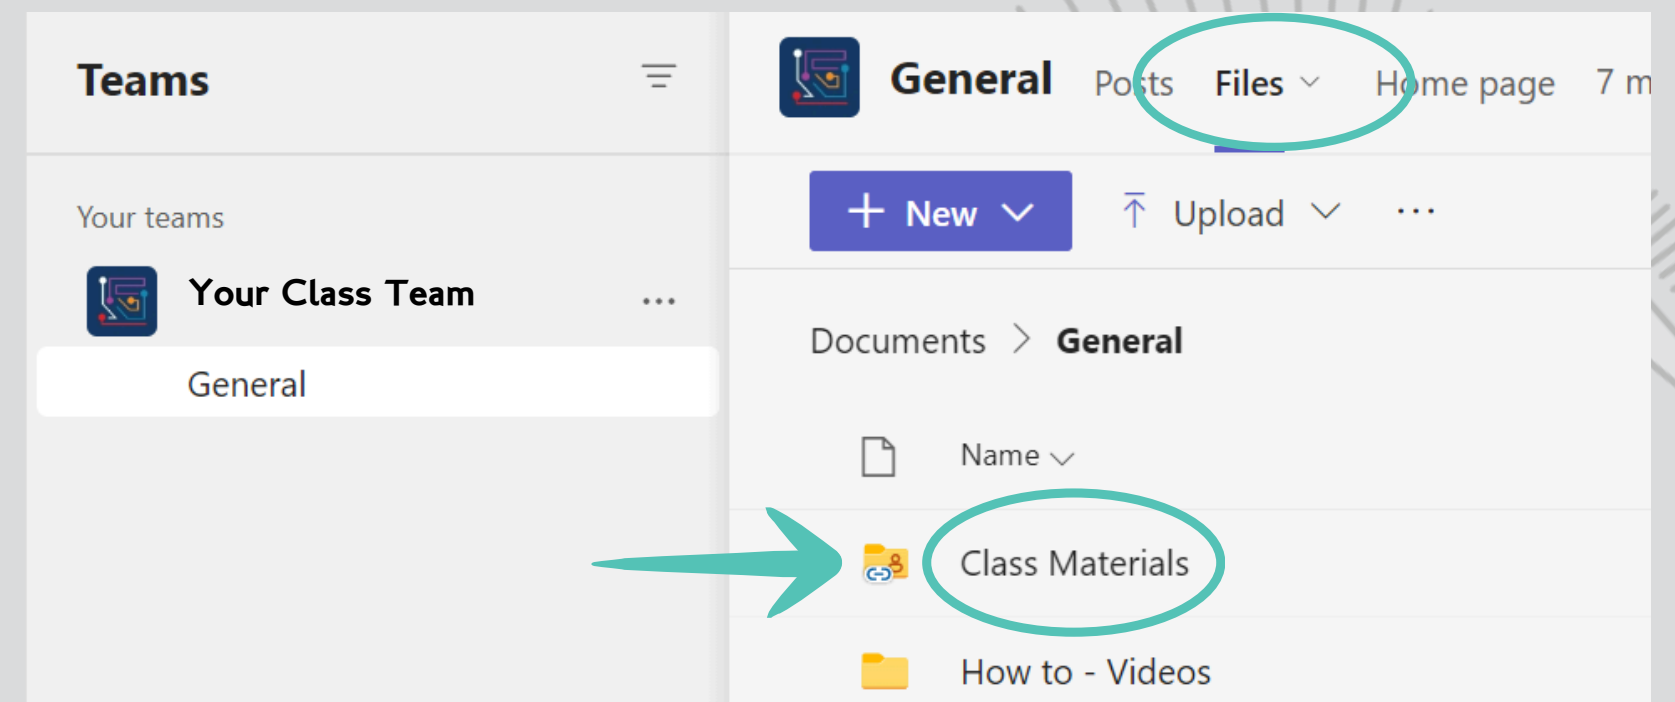 Teams
Your teams
Your Class Team
General
General Posts Files Home page 7 m
+ New Upload ...
Documents > General
Name
Class Materials
How to - Videos